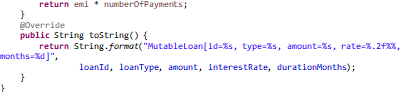 return emi * numberOfPayments;
}
@Override
public String toString() {
return String.format("MutableLoan[id=%s, type=%s, amount=%s, rate=%.2f%%,
months=%d]",
loanId, loanType, amount, interestRate, durationMonths);
}
}